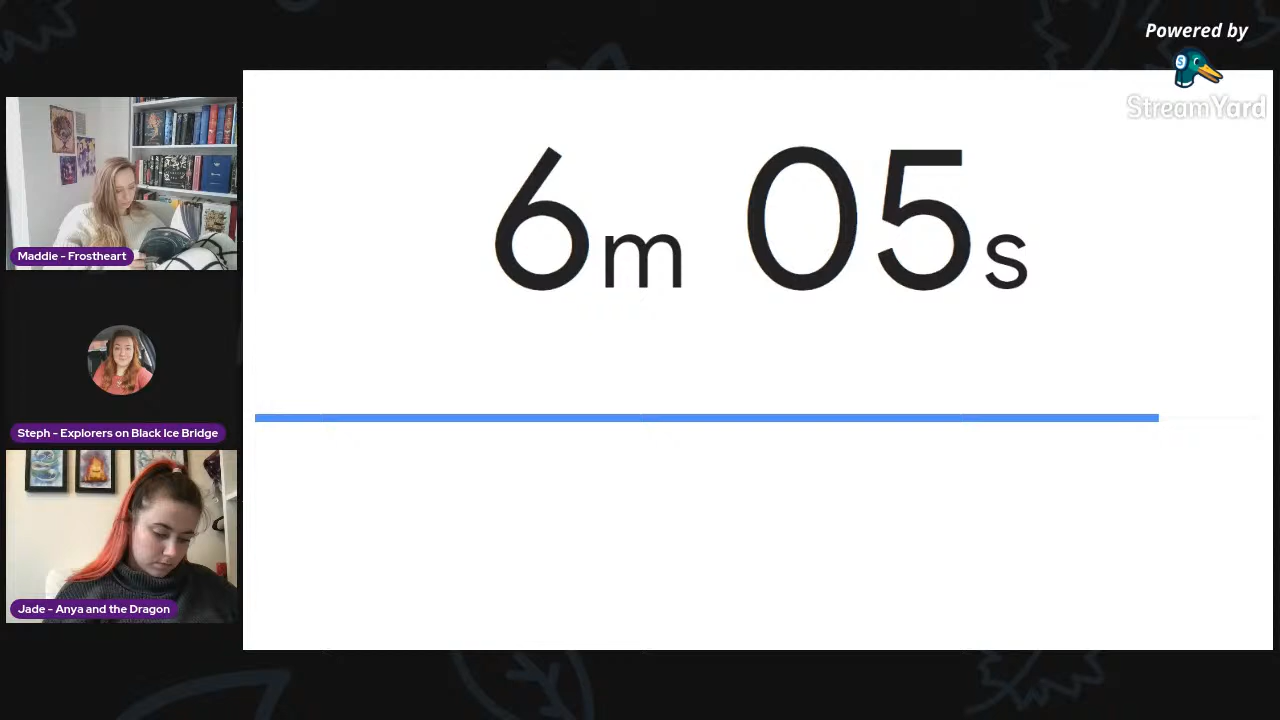 Powered by
StreamYard
6m 05s
Maddie - Frostheart
Steph - Explorers on Black Ice Bridge
Jade - Anya and the Dragon